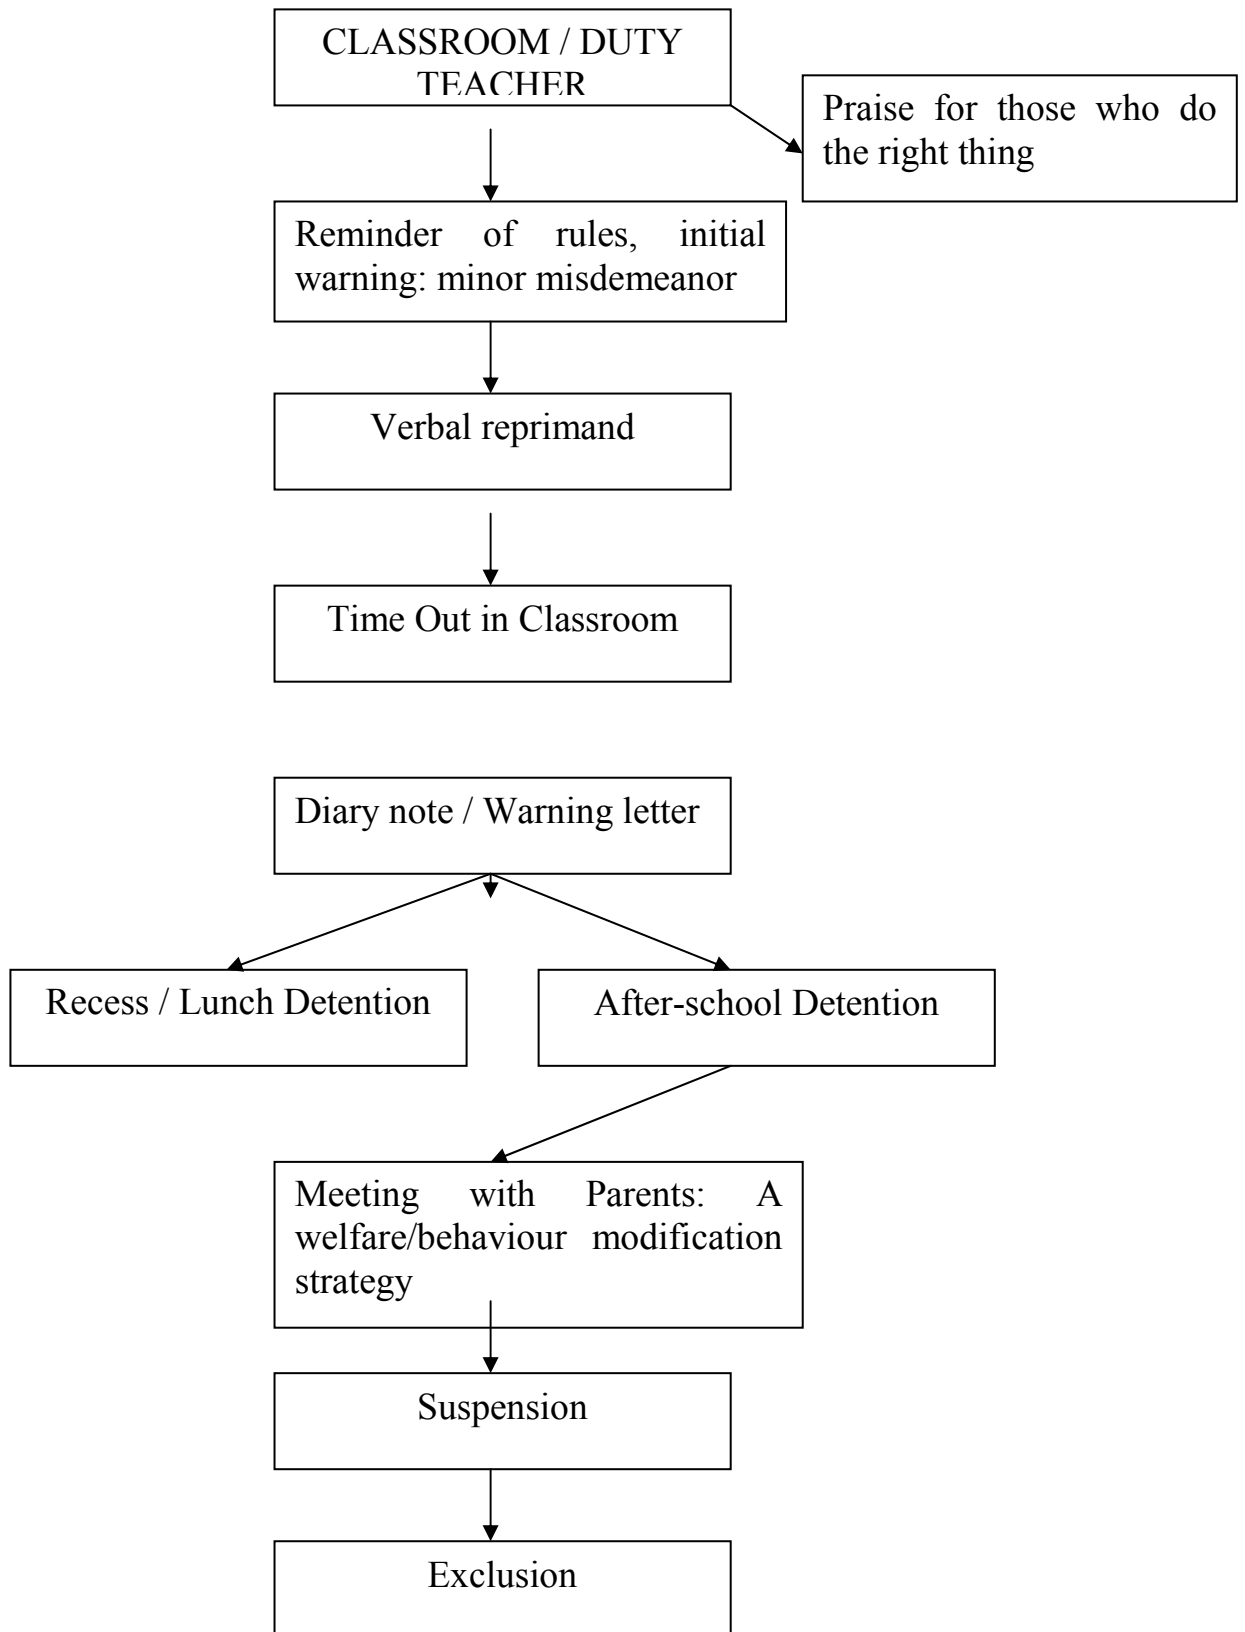 CLASSROOM / DUTY
TEACHER
Praise for those who do
the right thing
Reminder of rules, initial
warning: minor misdemeanor
Verbal reprimand
Time Out in Classroom
Diary note / Warning letter
Recess / Lunch Detention
After-school Detention
Meeting with Parents: A
welfare/behaviour modification
strategy
Suspension
Exclusion